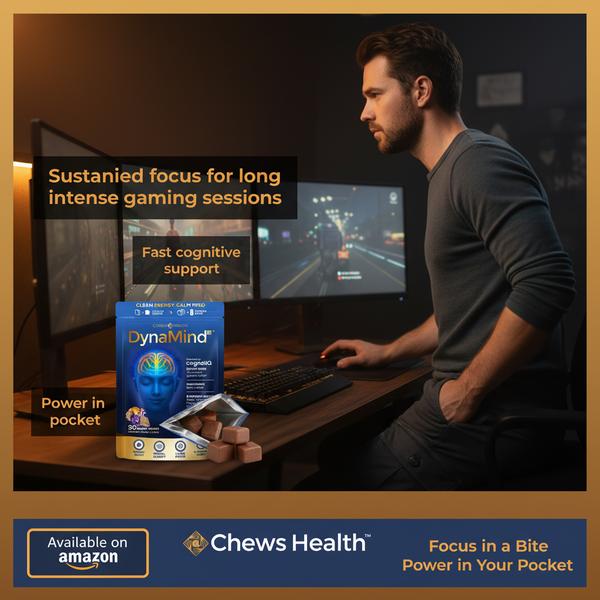 Sustanied focus for long
intense gaming sessions
Fast cognitive
support
CLEAN ENERGY CALM MIND
DynaMind
cognatiQ
30
Power in
pocket
Available on
amazon
Chews Health™
Focus in a Bite
Power in Your Pocket